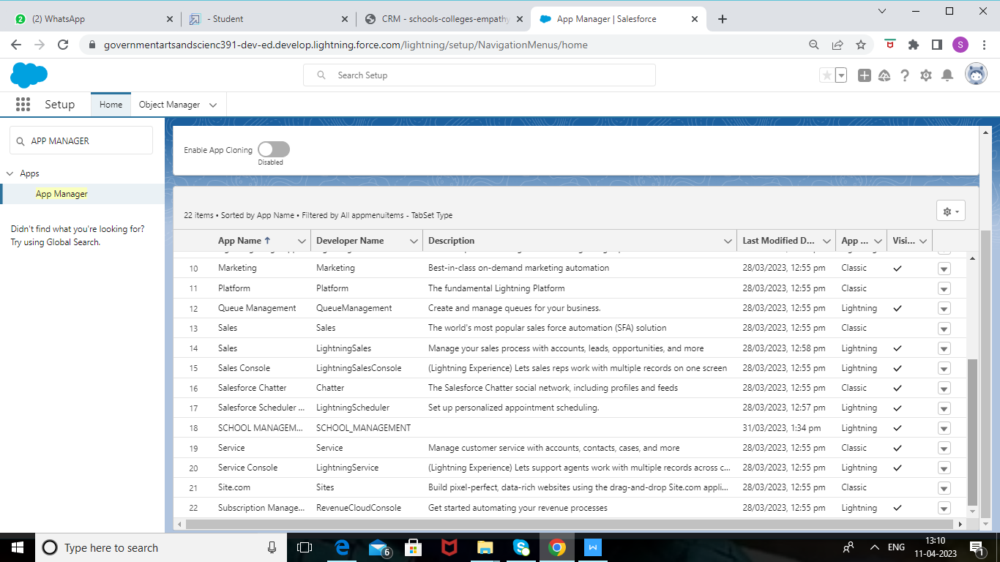 2 (2) WhatsApp
- Student
CRM - schools-colleges-empathy
App Manager | Salesforce
governmentartsandscienc391-dev-ed.develop.lightning.force.com/lightning/setup/NavigationMenus/home
S
Search Setup
Setup Home Object Manager
APP MANAGER
Apps
App Manager
Didn't find what you're looking for?
Try using Global Search.
Enable App Cloning
Disabled
22 items • Sorted by App Name • Filtered by All appmenuitems - TabSet Type
App Name Developer Name Description Last Modified D... App ... Visi...
10 Marketing Marketing Best-in-class on-demand marketing automation 28/03/2023, 12:55 pm Classic
11 Platform Platform The fundamental Lightning Platform 28/03/2023, 12:55 pm Classic
12 Queue Management QueueManagement Create and manage queues for your business. 28/03/2023, 12:55 pm Lightning
13 Sales Sales The world's most popular sales force automation (SFA) solution 28/03/2023, 12:55 pm Classic
14 Sales LightningSales Manage your sales process with accounts, leads, opportunities, and more 28/03/2023, 12:58 pm Lightning
15 Sales Console LightningSalesConsole (Lightning Experience) Lets sales reps work with multiple records on one screen 28/03/2023, 12:55 pm Lightning
16 Salesforce Chatter Chatter The Salesforce Chatter social network, including profiles and feeds 28/03/2023, 12:55 pm Classic
17 Salesforce Scheduler ... LightningScheduler Set up personalized appointment scheduling. 28/03/2023, 12:57 pm Lightning
18 SCHOOL MANAGEM... SCHOOL_MANAGEMENT 31/03/2023, 1:34 pm Lightning
19 Service Service Manage customer service with accounts, contacts, cases, and more 28/03/2023, 12:55 pm Classic
20 Service Console LightningService (Lightning Experience) Lets support agents work with multiple records across c... 28/03/2023, 12:55 pm Lightning
21 Site.com Sites Build pixel-perfect, data-rich websites using the drag-and-drop Site.com appli... 28/03/2023, 12:55 pm Classic
22 Subscription Manage... RevenueCloudConsole Get started automating your revenue processes 28/03/2023, 12:55 pm Lightning
Type here to search
6
W
ENG
13:10
11-04-2023
1